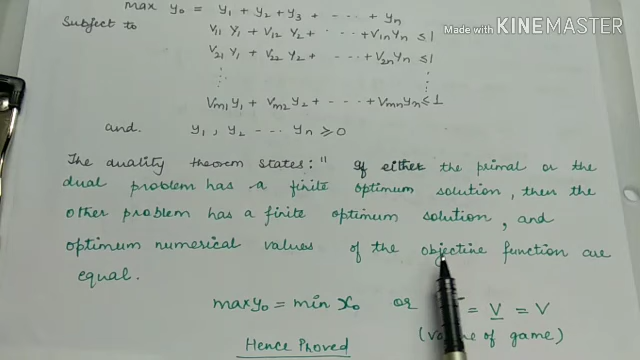 max y₀ = y₁ + y₂ + y₃ + ----- + yₙ
Made with KINEMASTER
Subject to
V₁₁ y₁ + V₁₂ y₂ + ---- + V₁ₙ yₙ ≤ 1
V₂₁ y₁ + V₂₂ y₂ + ---- + V₂ₙ yₙ ≤ 1
Vₘ₁ y₁ + Vₘ₂ y₂ + ---- + Vₘₙ yₙ ≤ 1
and. y₁, y₂ ---- yₙ ≥ 0
The duality theorem states: " If either the primal or the
dual problem has a finite optimum solution, then the
other problem has a finite optimum solution, and
optimum numerical values of the objective function are
equal.
max y₀ = min x₀ or = V = V
of game)
Hence Proved